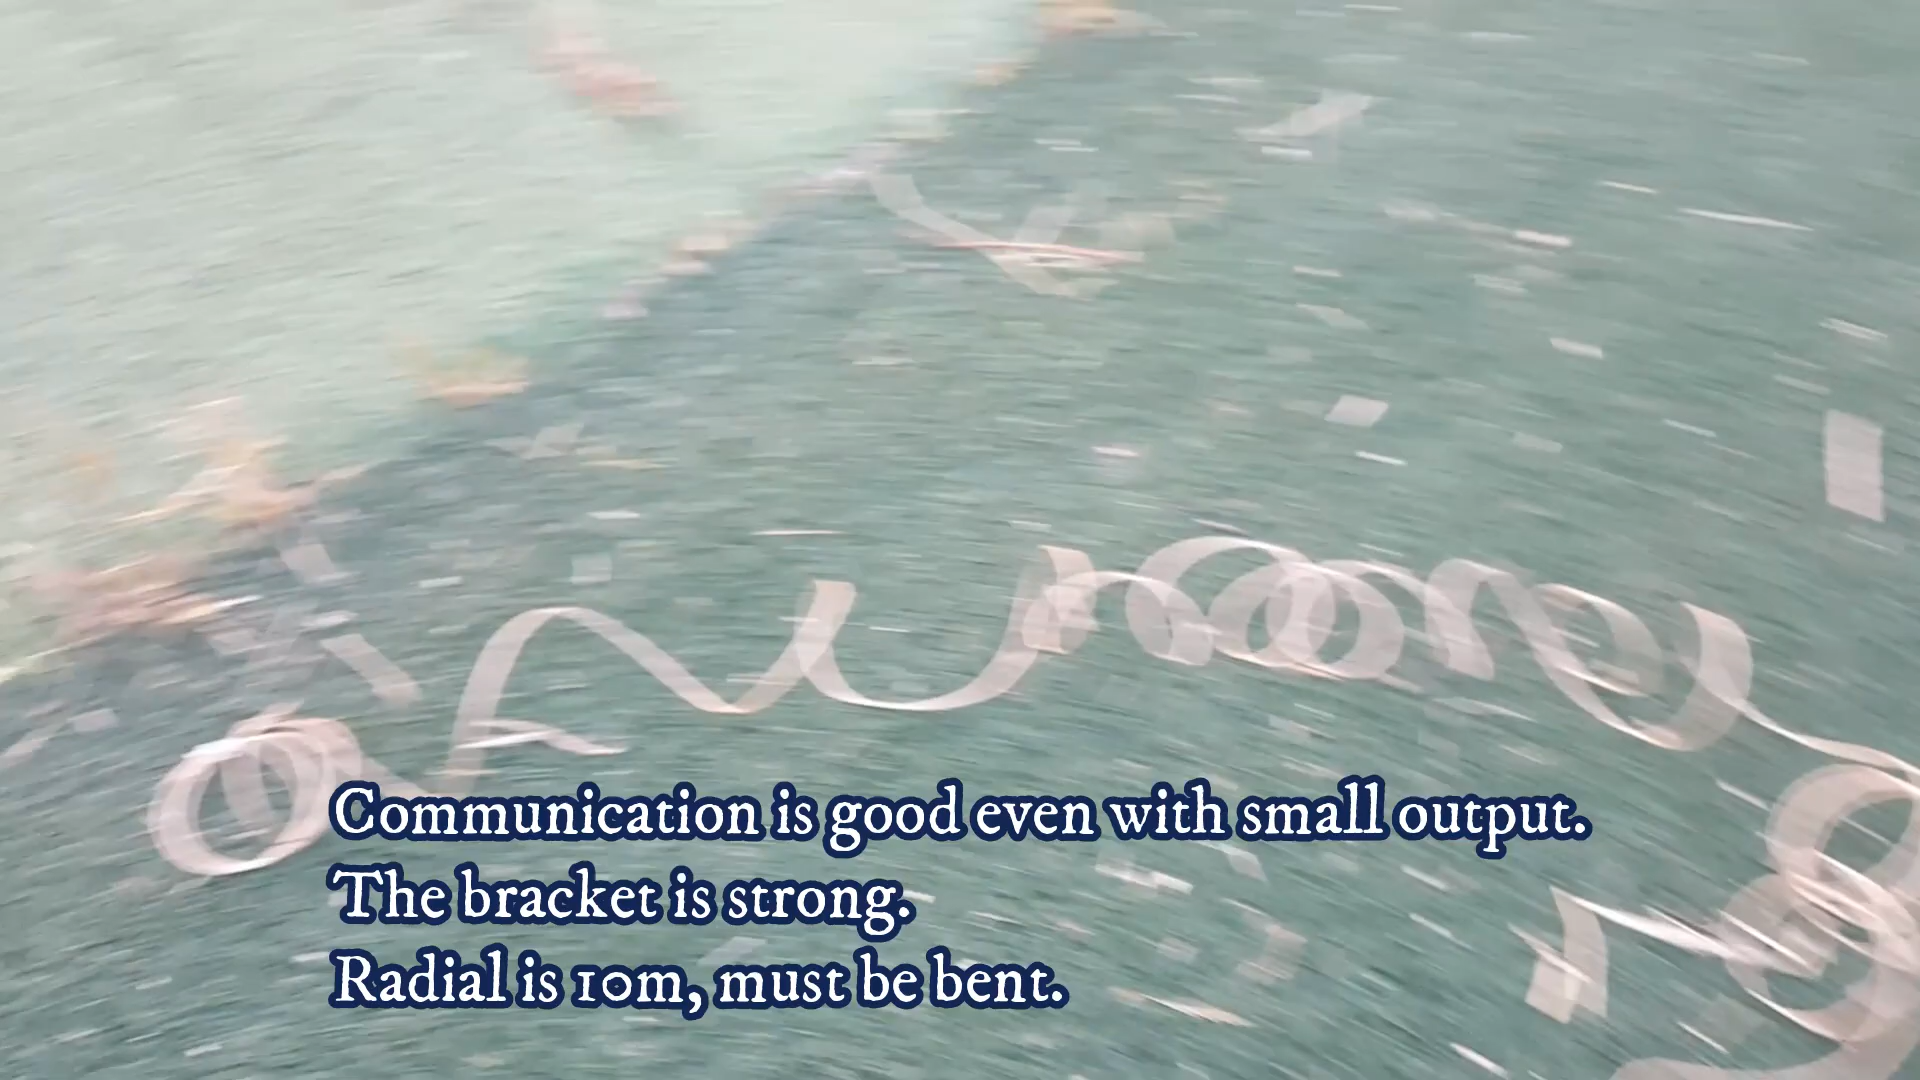 Communication is good even with small output.
The bracket is strong.
Radial is 10m, must be bent.